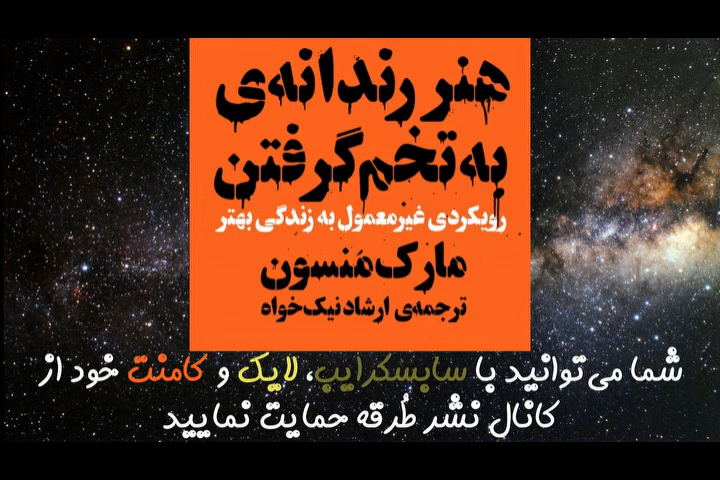 هنر رندانه‌ی
به تخم گرفتن
رویکردی غیرمعمول به زندگی بهتر
مارک منسون
ترجمه‌ی ارشاد نیک‌خواه
شما می‌توانید با سابسکرایب، لایک و کامنت خود از
کانال نشر طُرقه حمایت نمایید